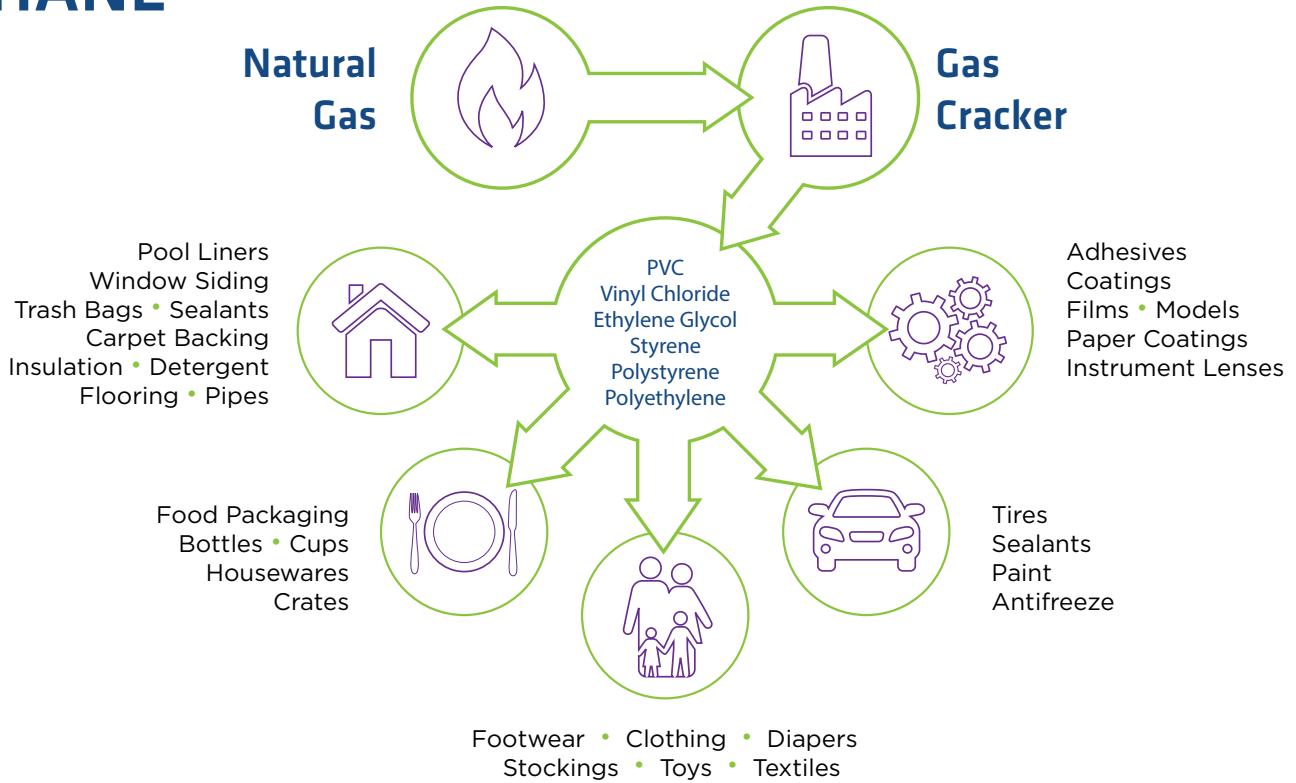 HANE
Natural
Gas
Gas
Cracker
PVC
Vinyl Chloride
Ethylene Glycol
Styrene
Polystyrene
Polyethylene
Pool Liners
Window Siding
Trash Bags • Sealants
Carpet Backing
Insulation • Detergent
Flooring • Pipes
Adhesives
Coatings
Films • Models
Paper Coatings
Instrument Lenses
Food Packaging
Bottles • Cups
Housewares
Crates
Tires
Sealants
Paint
Antifreeze
Footwear • Clothing • Diapers
Stockings • Toys • Textiles